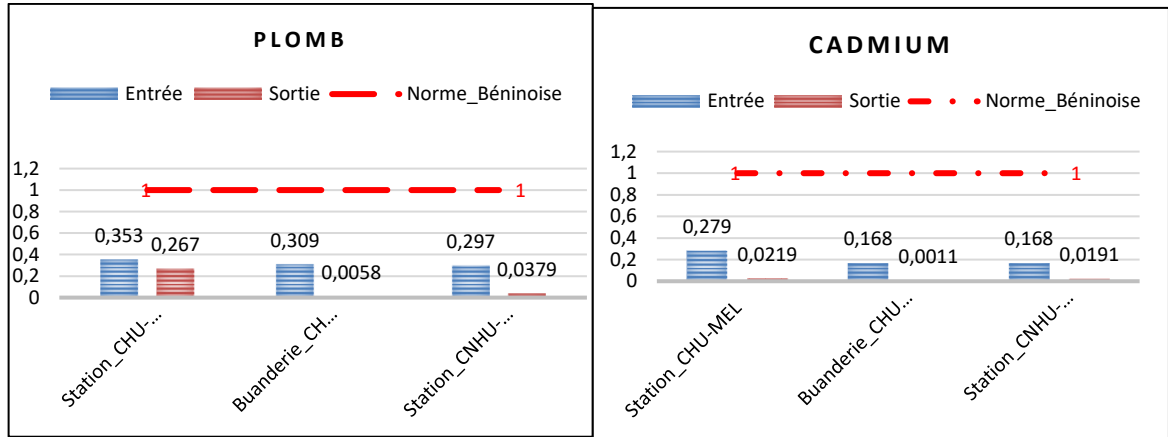 PLOMB
Entrée Sortie Norme_Béninoise
1,2
1
0,8
0,6
0,4
0,2
0
1 1
0,353 0,267 0,309 0,0058 0,297 0,0379
Station_CHU-...
Buanderie_CH...
Station_CNHU-...
CADMIUM
Entrée Sortie Norme_Béninoise
1,2
1
0,8
0,6
0,4
0,2
0
1 1
0,279 0,0219 0,168 0,0011 0,168 0,0191
Station_CHU-MEL
Buanderie_CHU...
Station_CNHU-...